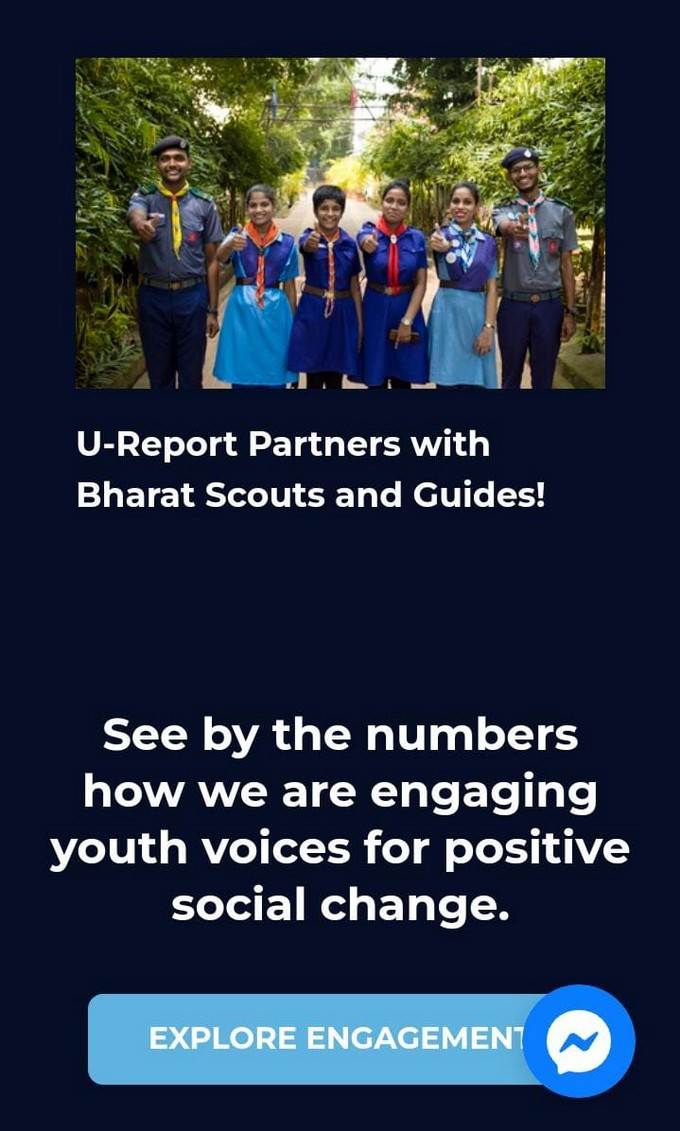 U-Report Partners with
Bharat Scouts and Guides!
See by the numbers
how we are engaging
youth voices for positive
social change.
EXPLORE ENGAGEMENT